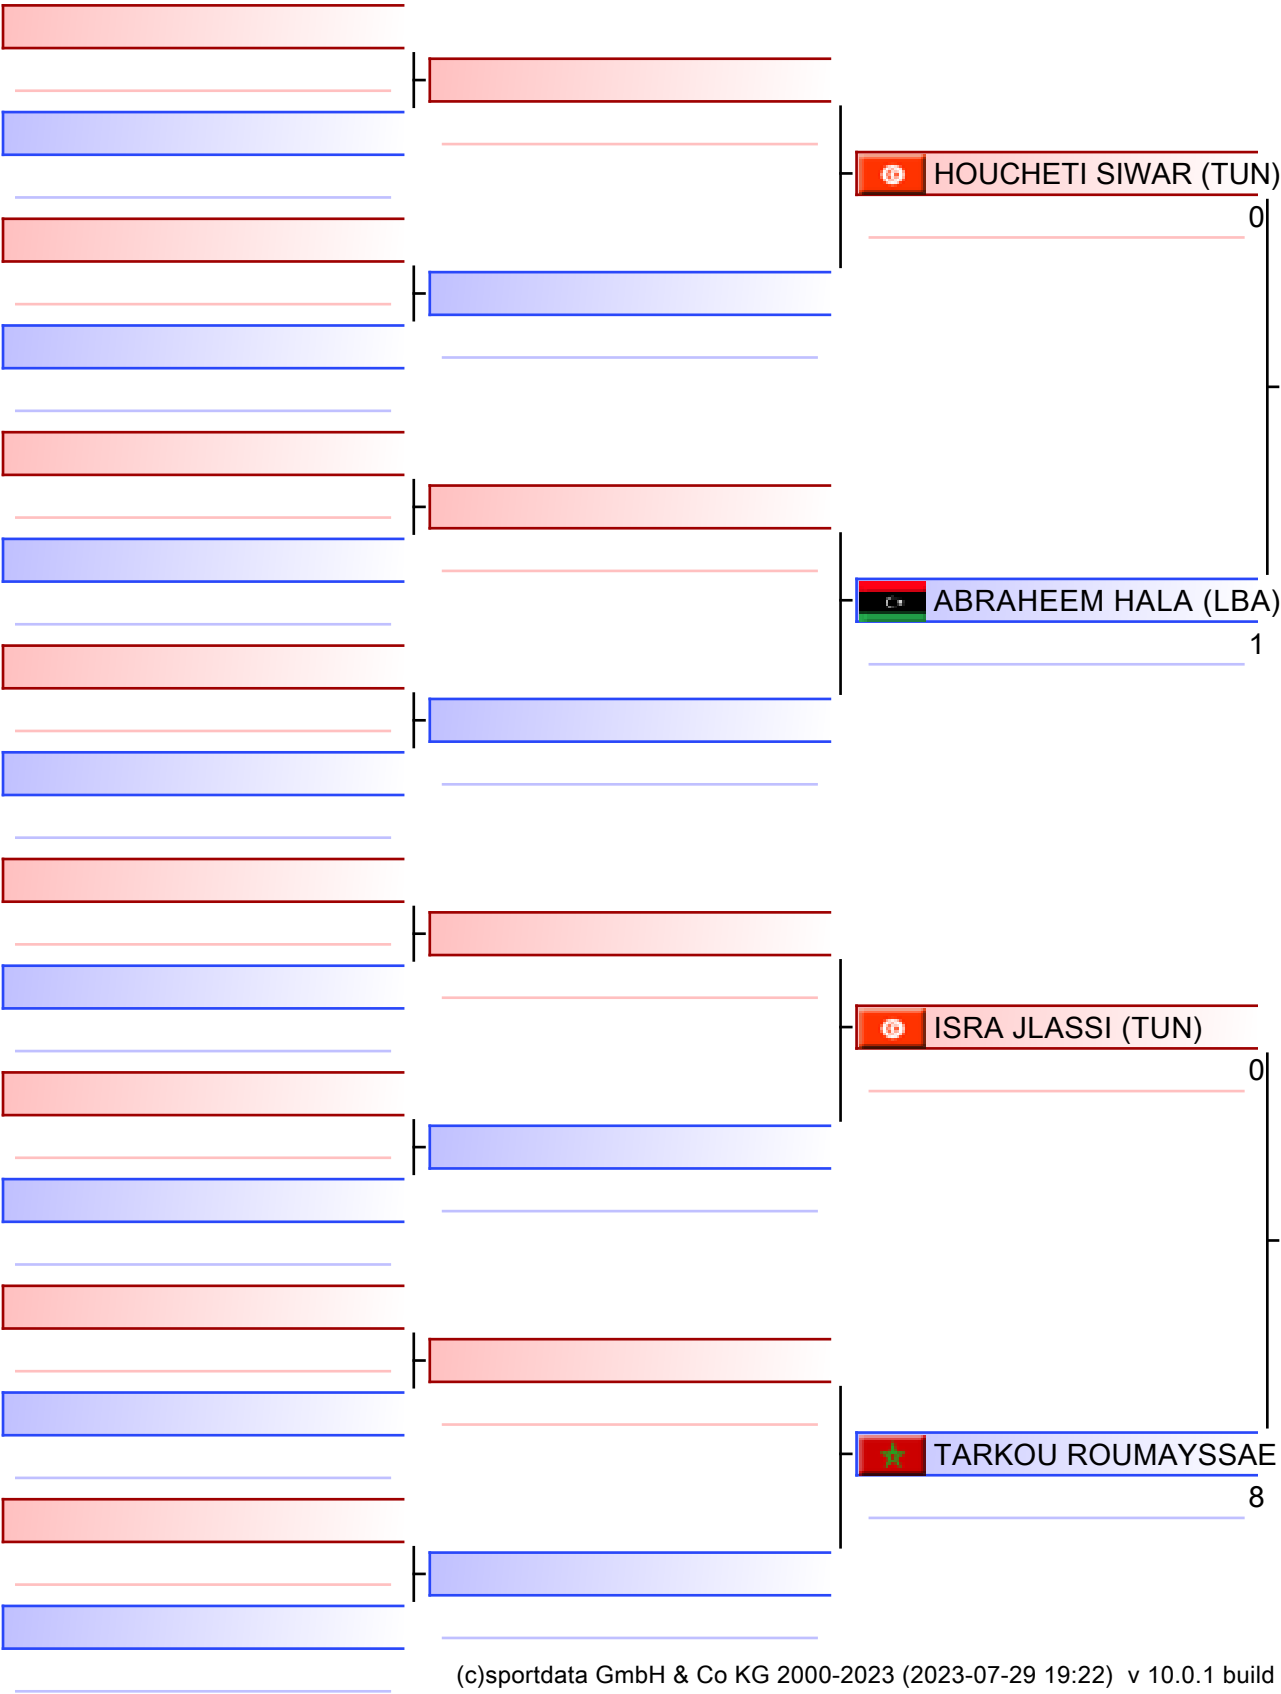 HOUCHETI SIWAR (TUN)
0
ABRAHEEM HALA (LBA)
1
ISRA JLASSI (TUN)
0
TARKOU ROUMAYSSAE
8
(c)sportdata GmbH & Co KG 2000-2023 (2023-07-29 19:22) v 10.0.1 build